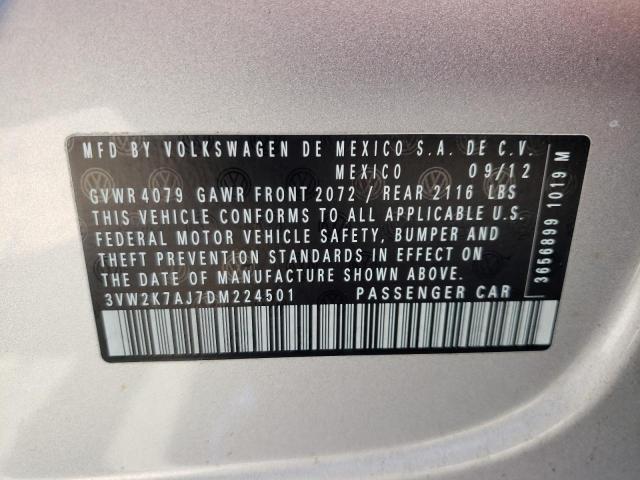 MFD BY VOLKSWAGEN DE MEXICO S.A. DE C.V.
MEXICO 09/12
GVWR 4079 GAWR FRONT 2072 / REAR 2116 LBS
THIS VEHICLE CONFORMS TO ALL APPLICABLE U.S.
FEDERAL MOTOR VEHICLE SAFETY, BUMPER AND
THEFT PREVENTION STANDARDS IN EFFECT ON
THE DATE OF MANUFACTURE SHOWN ABOVE.
3VW2K7AJ7DM224501 PASSENGER CAR
3656899 1019 M